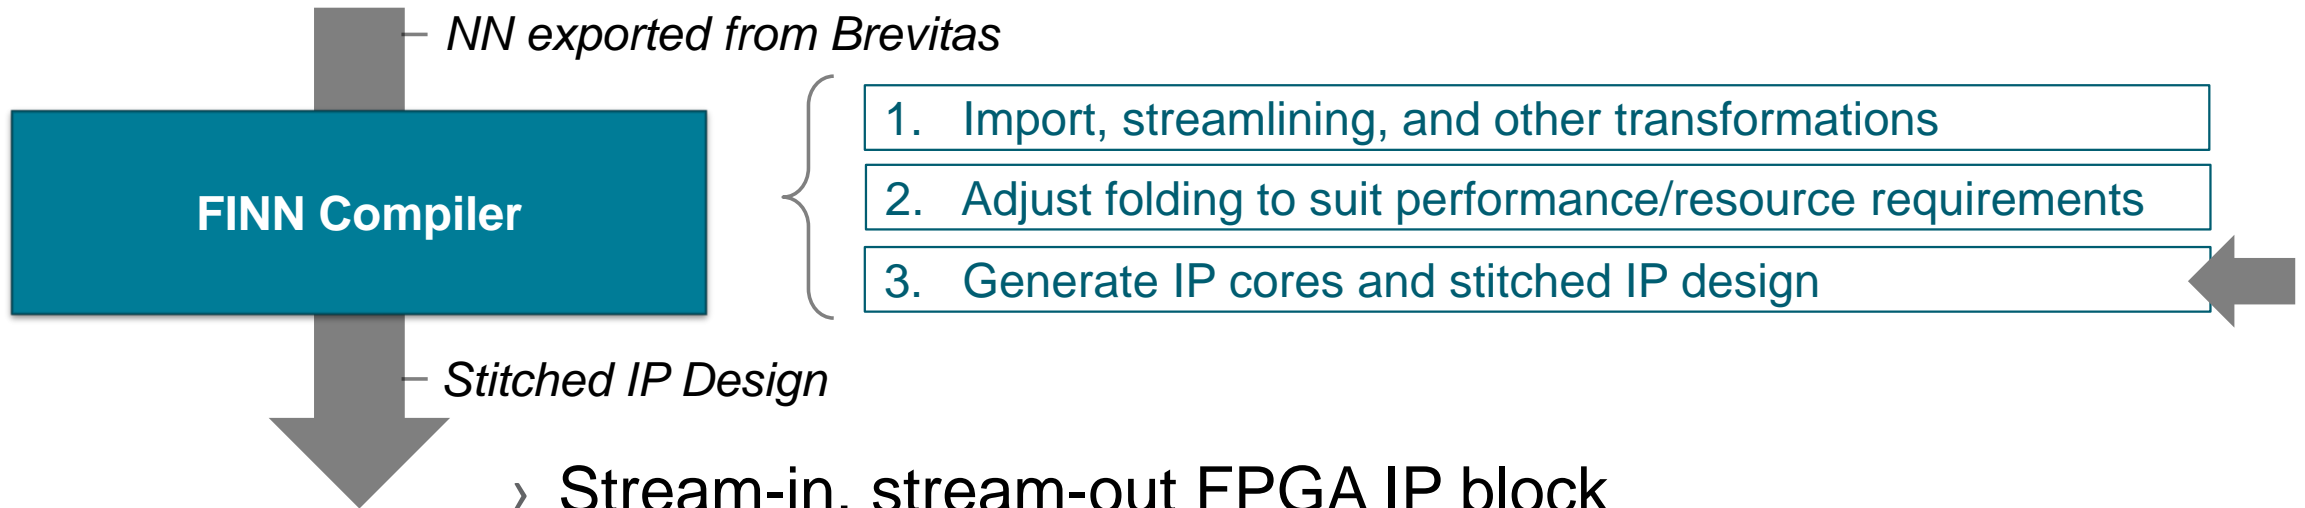 NN exported from Brevitas
FINN Compiler
1. Import, streamlining, and other transformations
2. Adjust folding to suit performance/resource requirements
3. Generate IP cores and stitched IP design
Stitched IP Design
› Stream-in, stream-out FPGA IP block